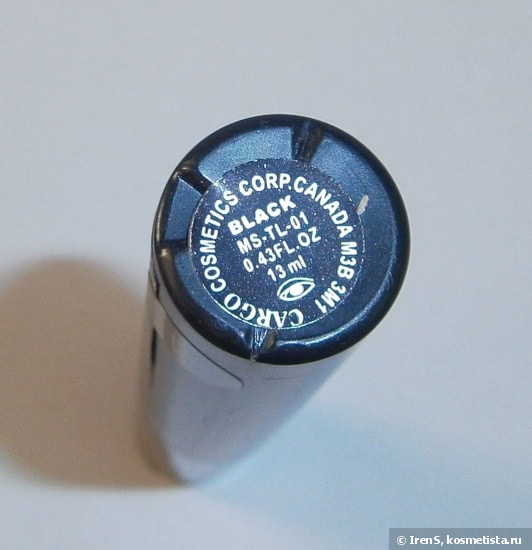 CARGO COSMETICS CORP.CANADA M3B 3M1
BLACK
MS-TL-01
0.43FL.OZ
13 ml
© IrenS, kosmetista.ru